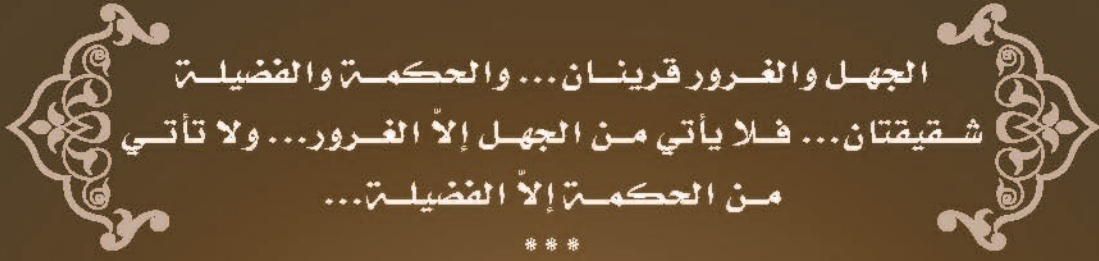 الجهل والغرور قرينان... والحكمة والفضيلة
شقيقتان... فلا يأتي من الجهل إلاّ الغرور... ولا تأتي
من الحكمة إلاّ الفضيلة...
***